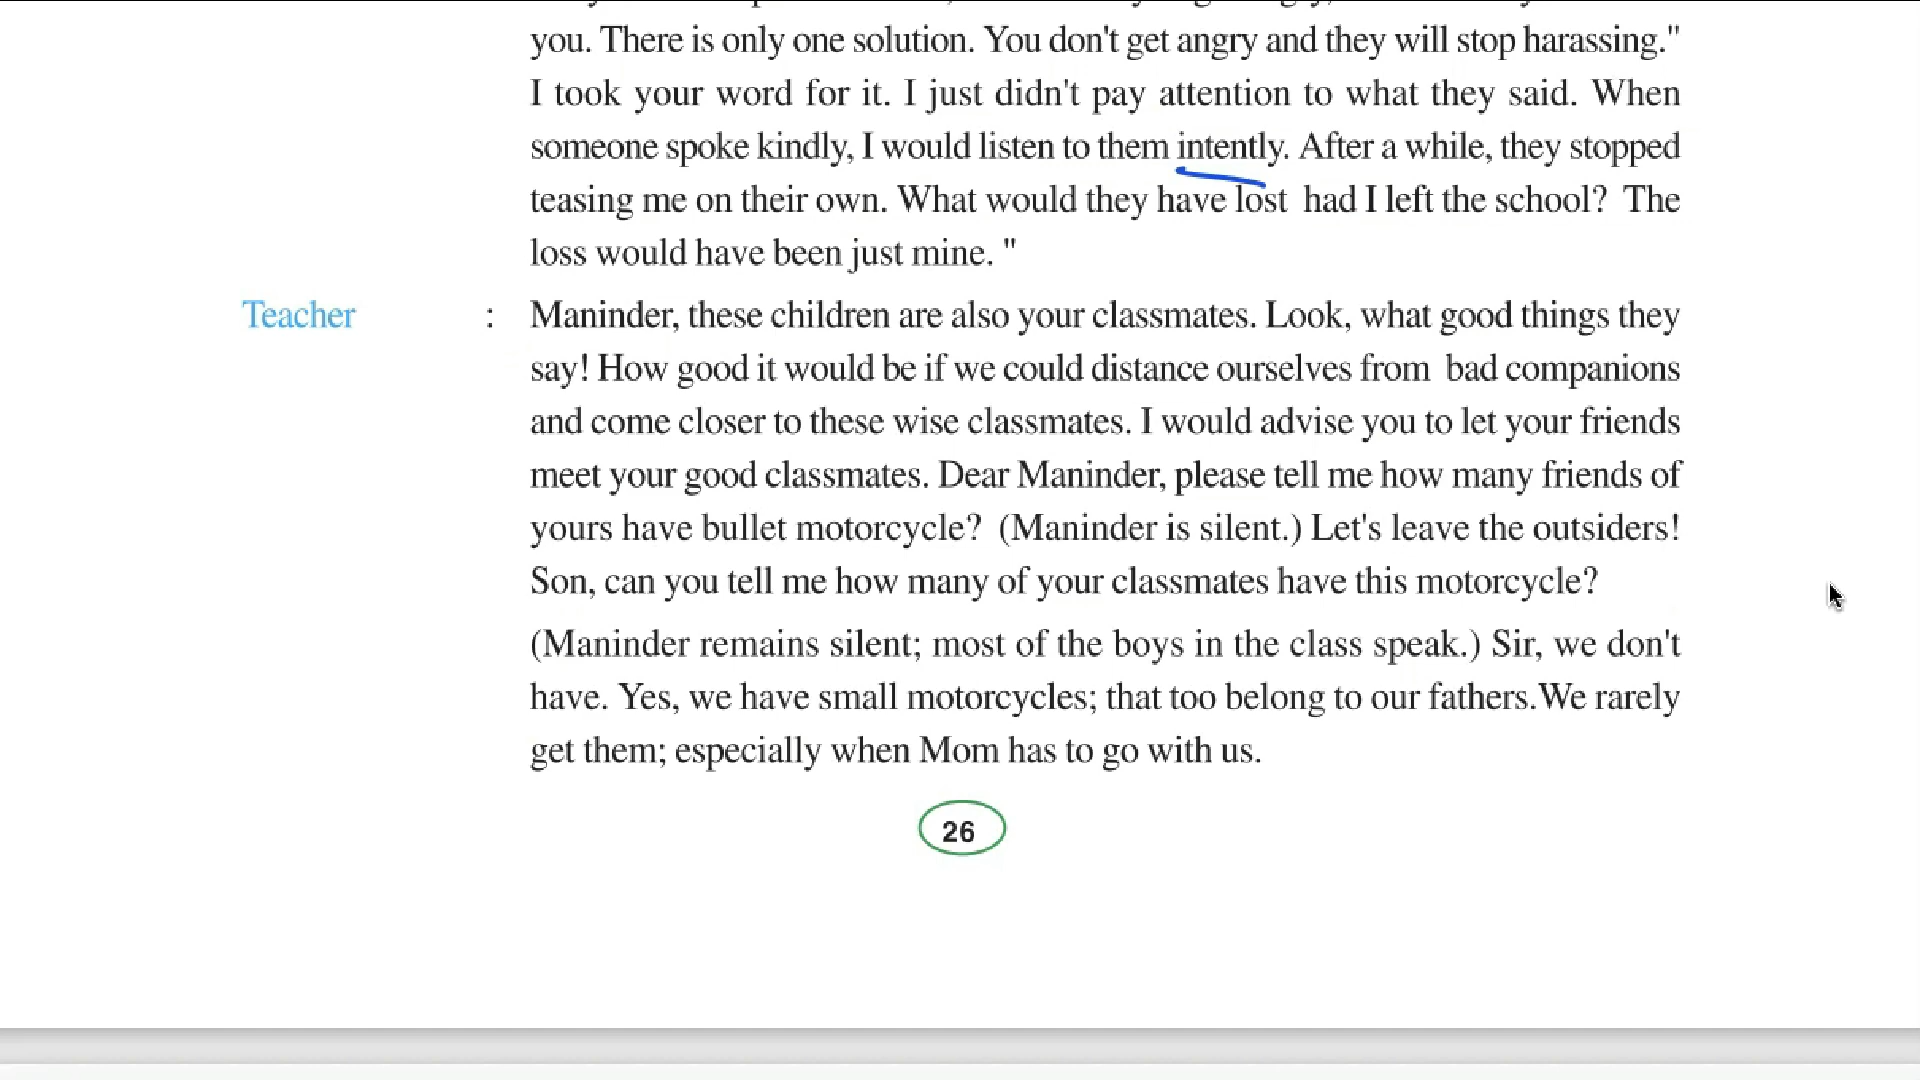 you. There is only one solution. You don't get angry and they will stop harassing."
I took your word for it. I just didn't pay attention to what they said. When
someone spoke kindly, I would listen to them intently. After a while, they stopped
teasing me on their own. What would they have lost had I left the school? The
loss would have been just mine. "
Teacher : Maninder, these children are also your classmates. Look, what good things they
say! How good it would be if we could distance ourselves from bad companions
and come closer to these wise classmates. I would advise you to let your friends
meet your good classmates. Dear Maninder, please tell me how many friends of
yours have bullet motorcycle? (Maninder is silent.) Let's leave the outsiders!
Son, can you tell me how many of your classmates have this motorcycle?
(Maninder remains silent; most of the boys in the class speak.) Sir, we don't
have. Yes, we have small motorcycles; that too belong to our fathers.We rarely
get them; especially when Mom has to go with us.
26